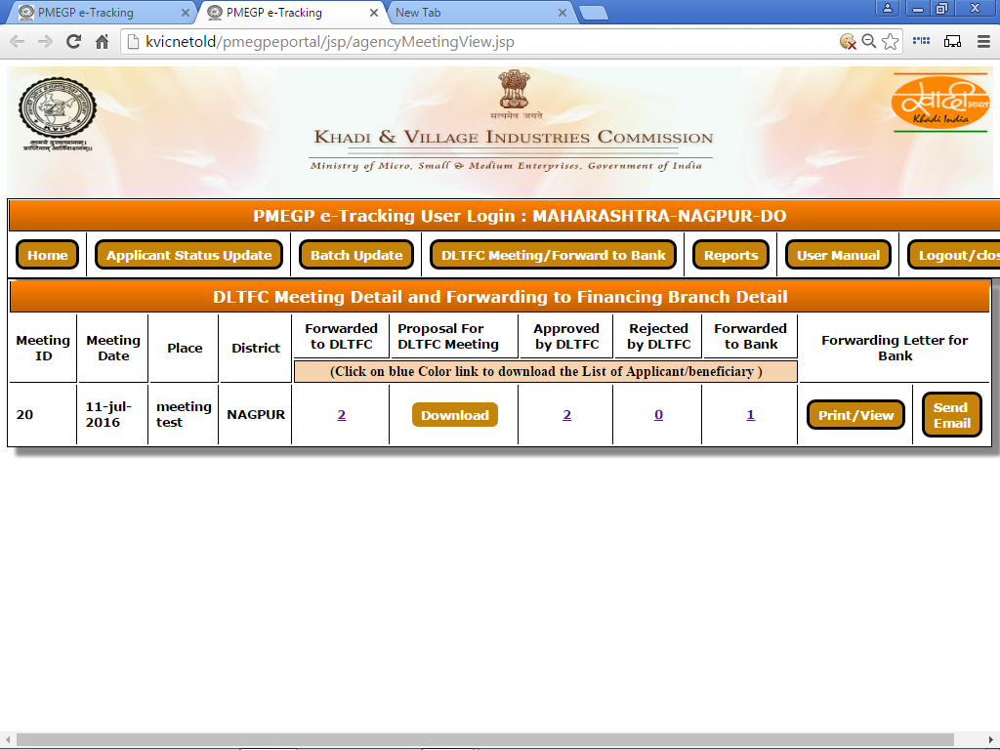 PMEGP e-Tracking
PMEGP e-Tracking
New Tab
kvicnetold/pmegpeportal/jsp/agencyMeetingView.jsp
KVIC
सत्यमेव जयते
KHADI & VILLAGE INDUSTRIES COMMISSION
Ministry of Micro, Small & Medium Enterprises, Government of India
Khadi India
PMEGP e-Tracking User Login : MAHARASHTRA-NAGPUR-DO
Home
Applicant Status Update
Batch Update
DLTFC Meeting/Forward to Bank
Reports
User Manual
Logout/clos
DLTFC Meeting Detail and Forwarding to Financing Branch Detail
Meeting
ID
Meeting
Date
Place
District
Forwarded
to DLTFC
Proposal For
DLTFC Meeting
Approved
by DLTFC
Rejected
by DLTFC
Forwarded
to Bank
Forwarding Letter for
Bank
(Click on blue Color link to download the List of Applicant/beneficiary )
20
11-jul-
2016
meeting
test
NAGPUR
2
Download
2
0
1
Print/View
Send
Email